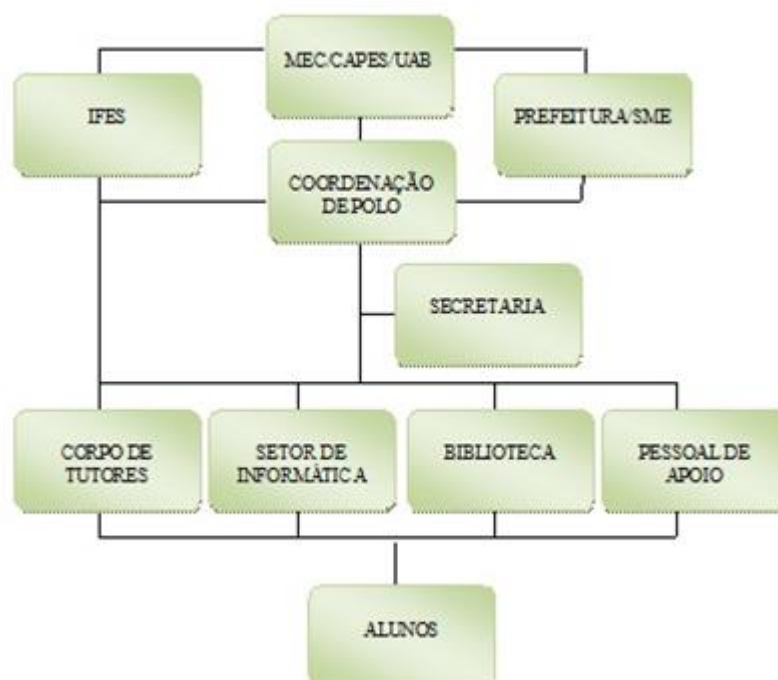 MEC.CAPES/UAB
IFES
PREFEITURA/SME
COORDENAÇÃO
DE POLO
SECRETARIA
CORPO DE
TUTORES
SETOR DE
INFORMÁTICA
BIBLIOTECA
PESSOAL DE
APOIO
ALUNOS